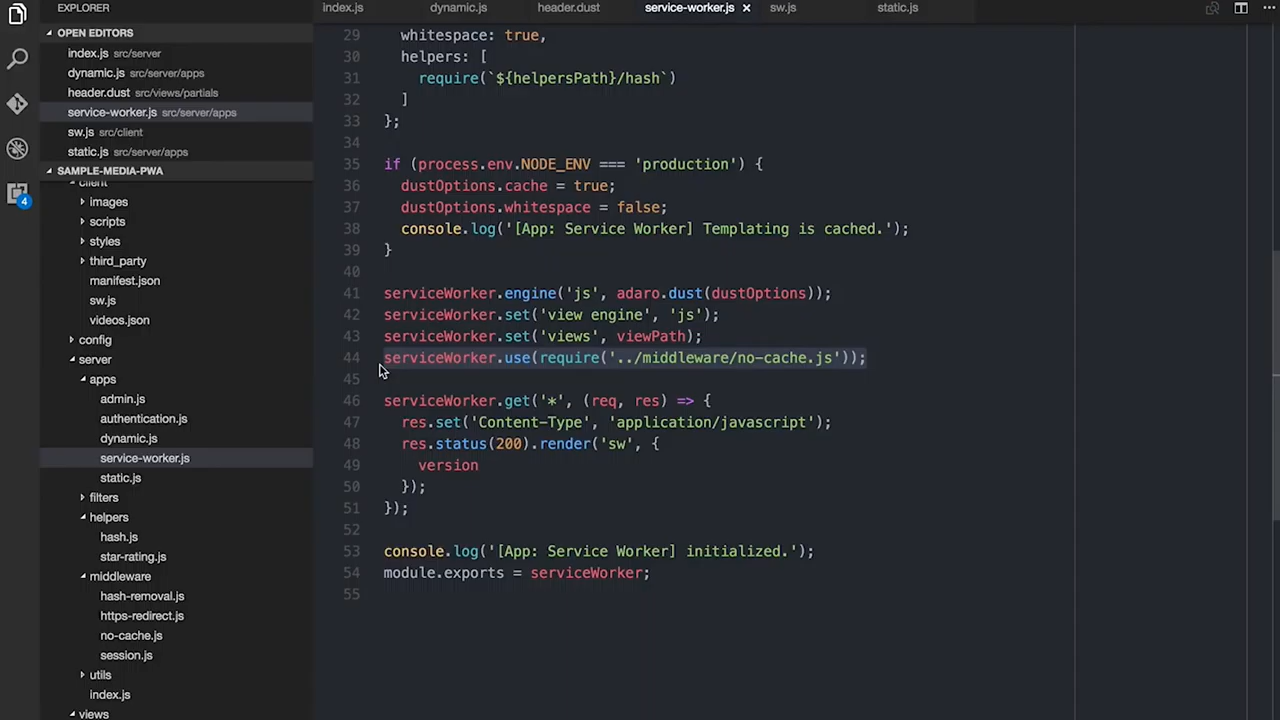 EXPLORER
OPEN EDITORS
index.js src/server
dynamic.js src/server/apps
header.dust src/views/partials
service-worker.js src/server/apps
sw.js src/client
static.js src/server/apps
SAMPLE-MEDIA-PWA
client
images
scripts
styles
third_party
manifest.json
sw.js
videos.json
config
server
apps
admin.js
authentication.js
dynamic.js
service-worker.js
static.js
filters
helpers
hash.js
star-rating.js
middleware
hash-removal.js
https-redirect.js
no-cache.js
session.js
utils
index.js
views
4
index.js dynamic.js header.dust service-worker.js × sw.js static.js
29 whitespace: true,
30 helpers: [
31 require(`${helpersPath}/hash`)
32 ]
33 };
34
35 if (process.env.NODE_ENV === 'production') {
36 dustOptions.cache = true;
37 dustOptions.whitespace = false;
38 console.log('[App: Service Worker] Templating is cached.');
39 }
40
41 serviceWorker.engine('js', adaro.dust(dustOptions));
42 serviceWorker.set('view engine', 'js');
43 serviceWorker.set('views', viewPath);
44 serviceWorker.use(require('../middleware/no-cache.js'));
45
46 serviceWorker.get('*', (req, res) => {
47 res.set('Content-Type', 'application/javascript');
48 res.status(200).render('sw', {
49 version
50 });
51 });
52
53 console.log('[App: Service Worker] initialized.');
54 module.exports = serviceWorker;
55